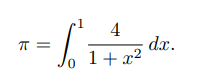 π = ∫₀¹ 4/(1 + x²) dx.